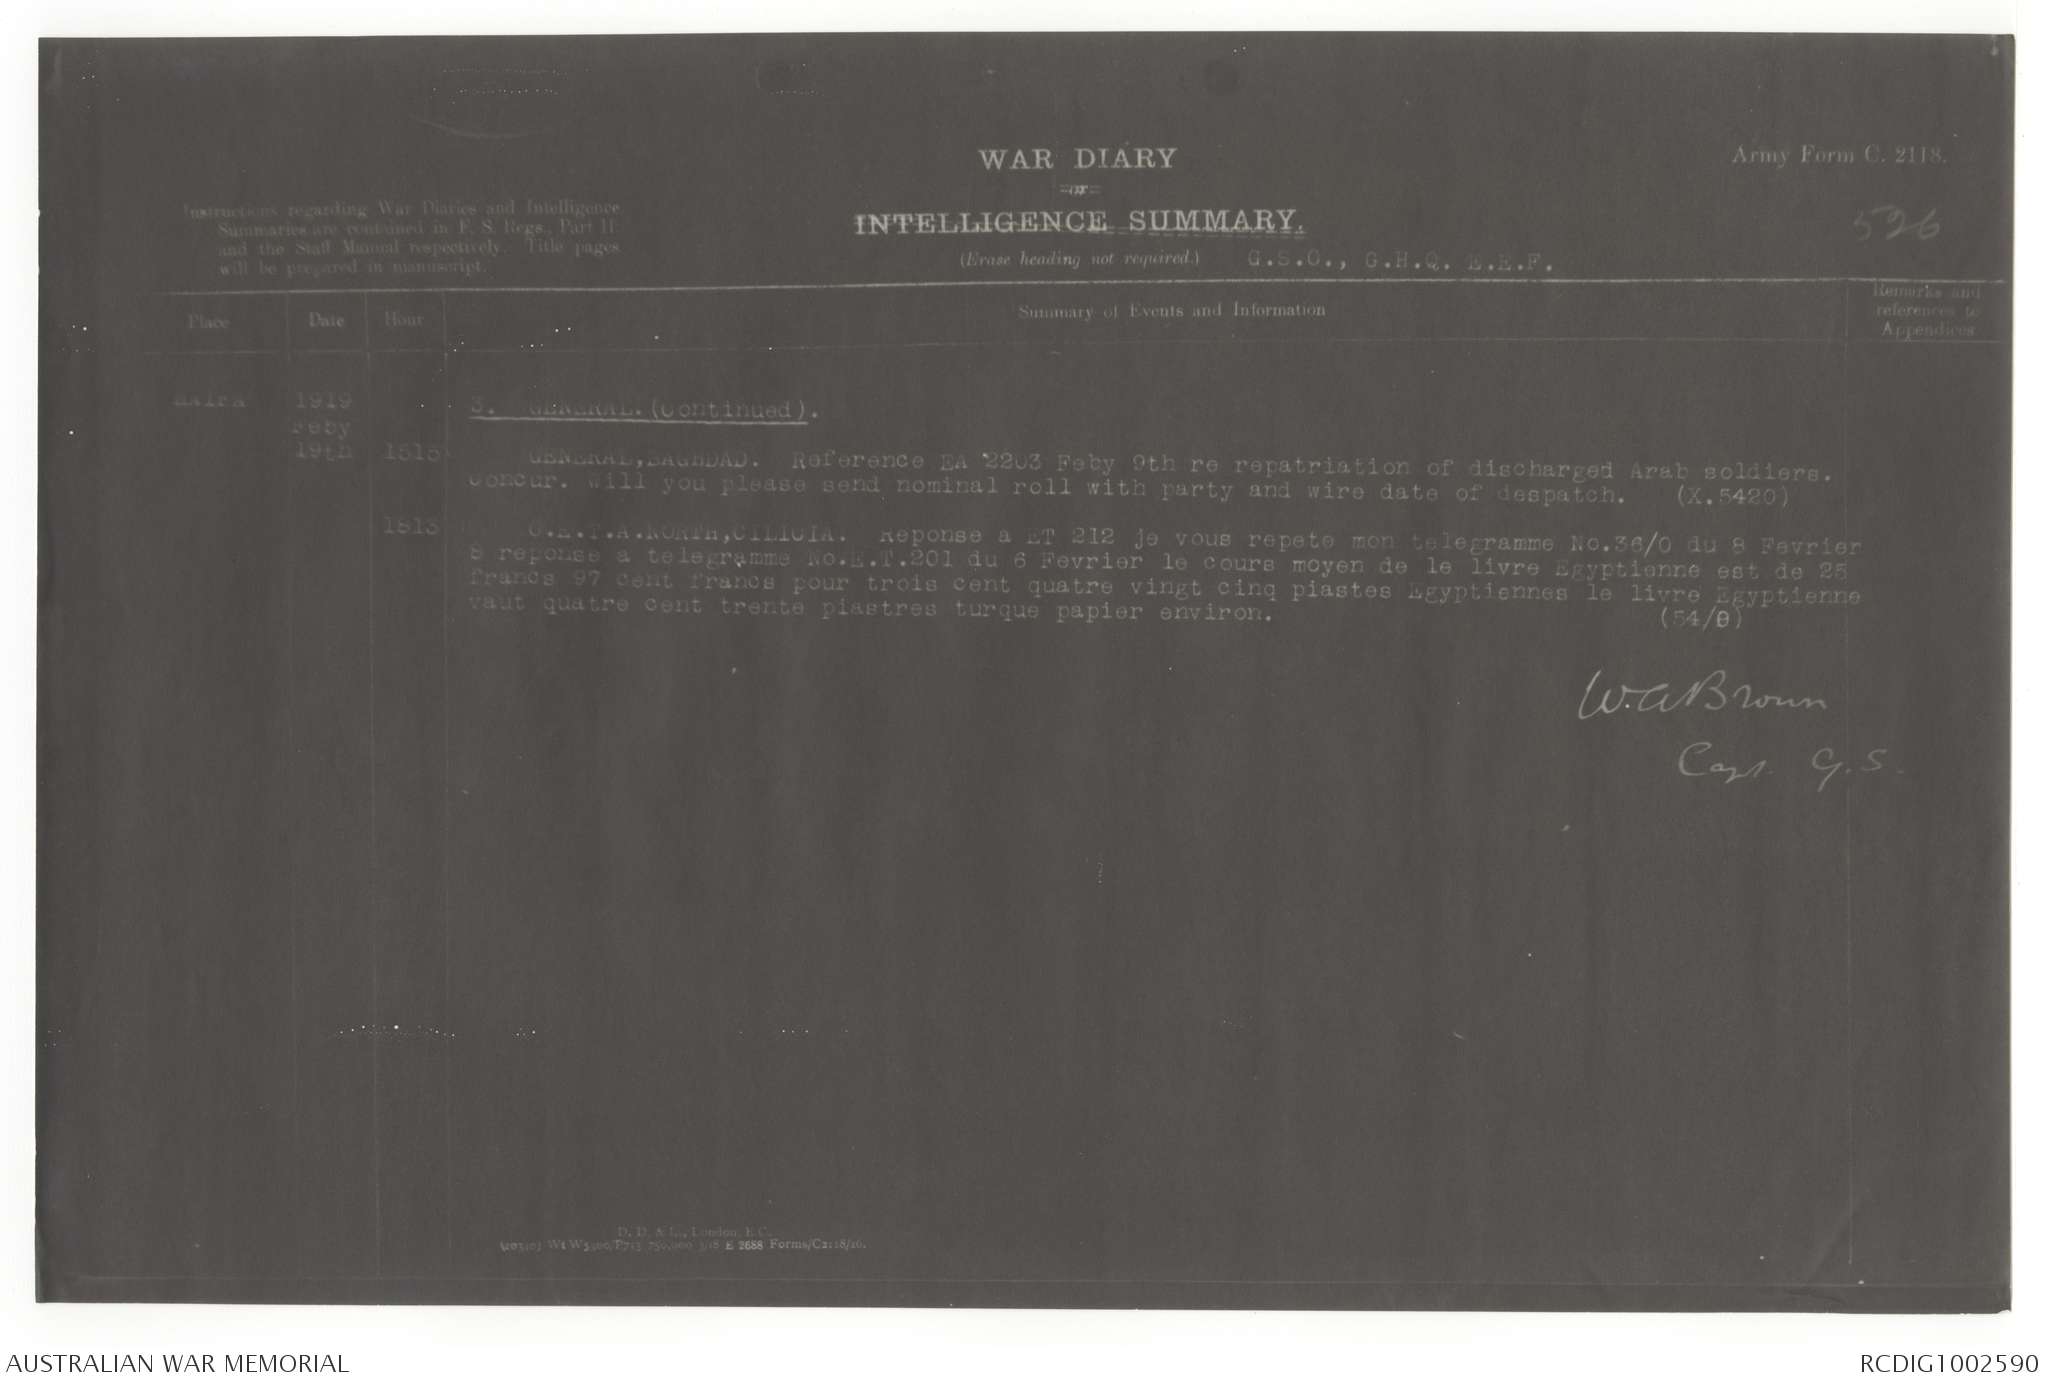 WAR DIARY
or
INTELLIGENCE SUMMARY.
(Erase heading not required.) G.S.O., G.H.Q. E.E.F.
Army Form C. 2118.
526
Instructions regarding War Diaries and Intelligence
Summaries are contained in F. S. Regs., Part II
and the Staff Manual respectively. Title pages
will be prepared in manuscript.
Place Date Hour Summary of Events and Information Remarks and
references to
Appendices
HAIFA 1919 3. GENERAL.(Continued).
Feby
19th 1515 GENERAL,BAGHDAD. Reference EA 2203 Feby 9th re repatriation of discharged Arab soldiers.
Concur. Will you please send nominal roll with party and wire date of despatch. (X.5420)
1815 O.E.T.A.NORTH,CILICIA. Reponse a ET 212 je vous repete mon telegramme No.36/0 du 8 Fevrier
reponse a telegramme No.E.T.201 du 6 Fevrier le cours moyen de le livre Egyptienne est de 25
francs 97 cent francs pour trois cent quatre vingt cinq piastes Egyptiennes le livre Egyptienne
vaut quatre cent trente piastres turque papier environ. (54/0)
W.A Brown
Capt. G.S.
D. D. & L., London, E.C.
E 2688 Forms/C2118/16.
AUSTRALIAN WAR MEMORIAL
RCDIG1002590